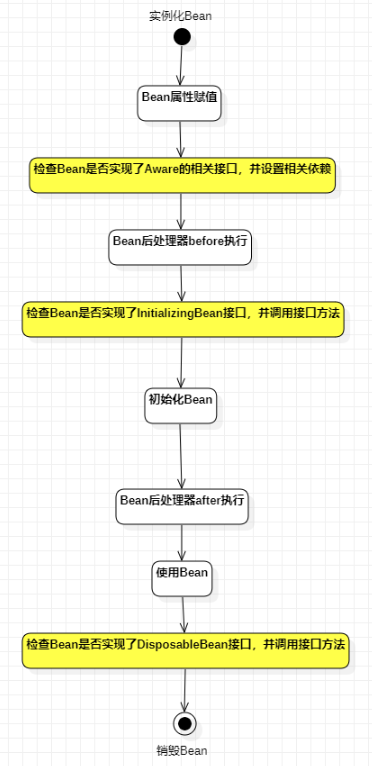 实例化Bean
Bean属性赋值
检查Bean是否实现了Aware的相关接口，并设置相关依赖
Bean后处理器before执行
检查Bean是否实现了InitializingBean接口，并调用接口方法
初始化Bean
Bean后处理器after执行
使用Bean
检查Bean是否实现了DisposableBean接口，并调用接口方法
销毁Bean